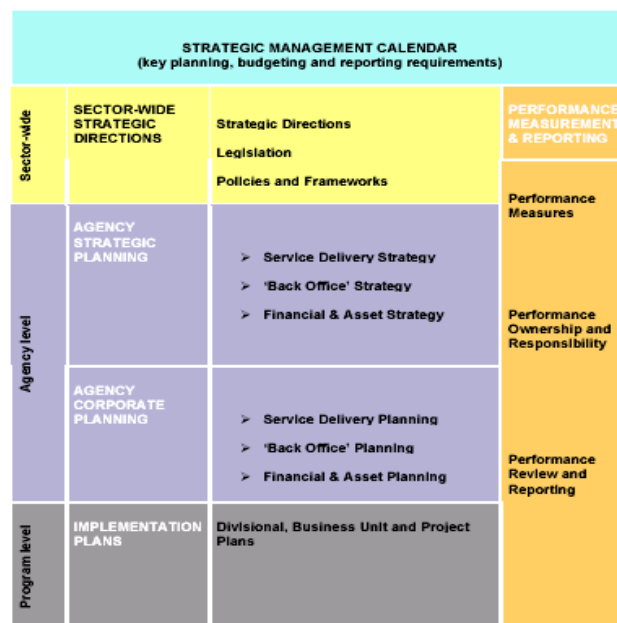 STRATEGIC MANAGEMENT CALENDAR
(key planning, budgeting and reporting requirements)
Sector-wide
SECTOR-WIDE
STRATEGIC
DIRECTIONS
Strategic Directions
Legislation
Policies and Frameworks
PERFORMANCE
MEASUREMENT
& REPORTING
Performance
Measures
Performance
Ownership and
Responsibility
Performance
Review and
Reporting
Agency level
AGENCY
STRATEGIC
PLANNING
➢ Service Delivery Strategy
➢ ‘Back Office’ Strategy
➢ Financial & Asset Strategy
AGENCY
CORPORATE
PLANNING
➢ Service Delivery Planning
➢ ‘Back Office’ Planning
➢ Financial & Asset Planning
Program level
IMPLEMENTATION
PLANS
Divisional, Business Unit and Project
Plans